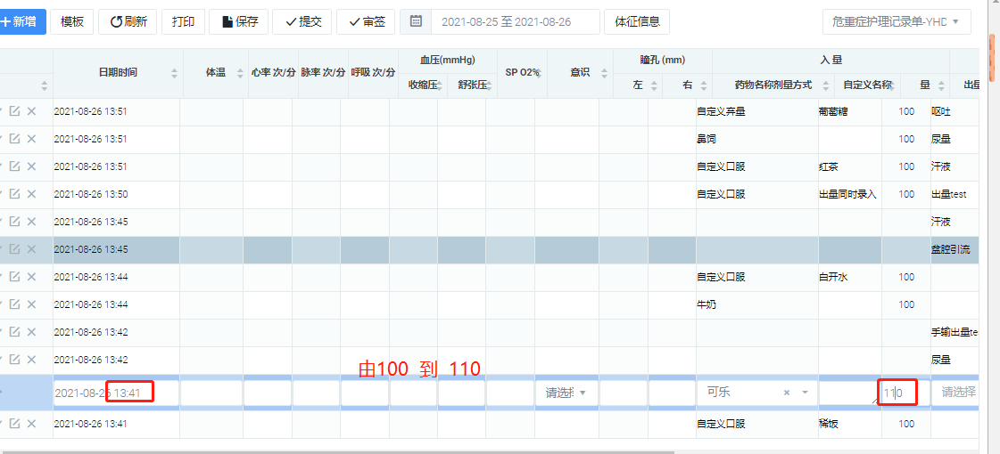 新增 模板 刷新 打印 保存 提交 审签 2021-08-25 至 2021-08-26 体征信息 危重症护理记录单-YHD
日期时间 体温 心率 次/分 脉率 次/分 呼吸 次/分 血压(mmHg) SP O2% 意识 瞳孔 (mm) 入 量
收缩压 舒张压 左 右 药物名称剂量方式 自定义名称 量 出量
2021-08-26 13:51 自定义弃量 葡萄糖 100 呕吐
2021-08-26 13:51 鼻饲 100 尿量
2021-08-26 13:51 自定义口服 红茶 100 汗液
2021-08-26 13:50 自定义口服 出量同时录入 100 出量test
2021-08-26 13:45 汗液
2021-08-26 13:45 盆腔引流
2021-08-26 13:44 自定义口服 白开水 100
2021-08-26 13:44 牛奶 100
2021-08-26 13:42 手输出量te
2021-08-26 13:42 尿量
由100 到 110
2021-08-26 13:41 请选择 可乐 110 请选择
2021-08-26 13:41 自定义口服 稀饭 100